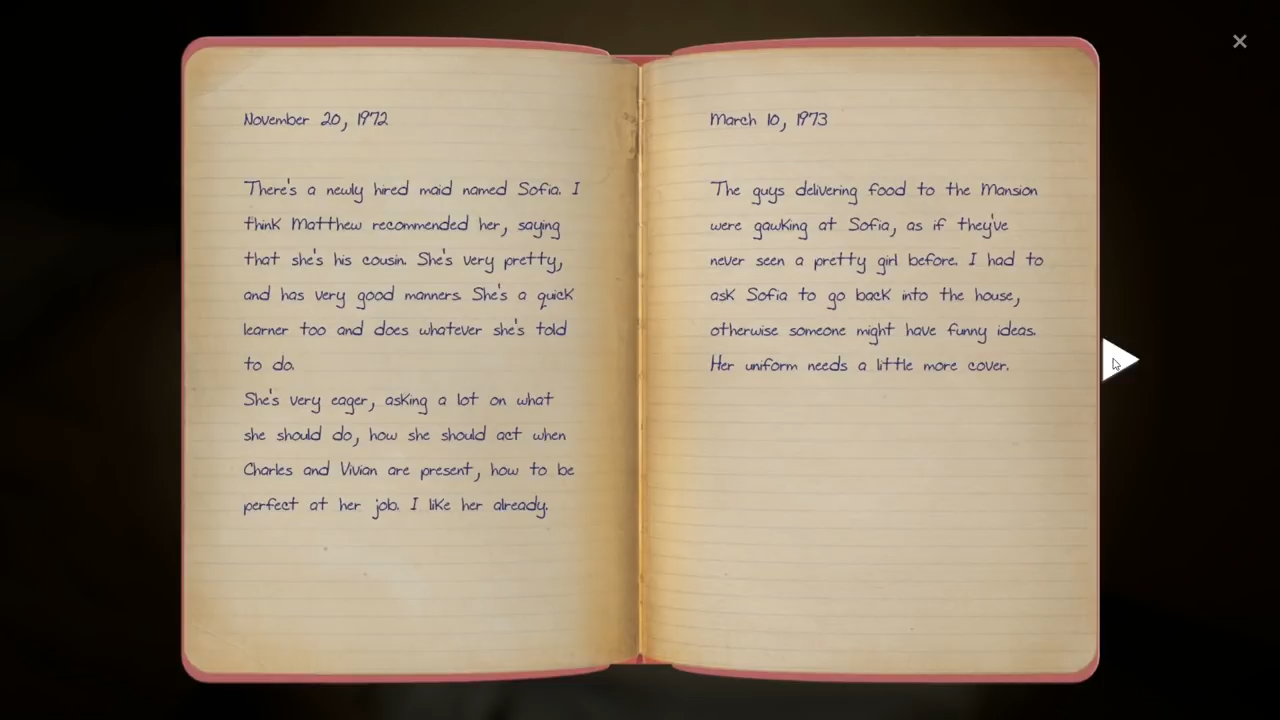 November 20, 1972
There's a newly hired maid named Sofia. I
think Matthew recommended her, saying
that she's his cousin. She's very pretty,
and has very good manners. She's a quick
learner too and does whatever she's told
to do.
She's very eager, asking a lot on what
she should do, how she should act when
Charles and Vivian are present, how to be
perfect at her job. I like her already.
March 10, 1973
The guys delivering food to the Mansion
were gawking at Sofia, as if they've
never seen a pretty girl before. I had to
ask Sofia to go back into the house,
otherwise someone might have funny ideas.
Her uniform needs a little more cover.